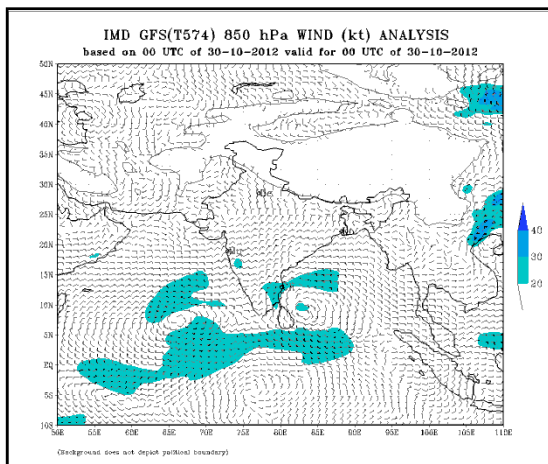 IMD GFS(T574) 850 hPa WIND (kt) ANALYSIS
based on 00 UTC of 30-10-2012 valid for 00 UTC of 30-10-2012
50N
45N
40N
35N
30N
25N
20N
15N
10N
5N
EQ
5S
10S
50E 55E 60E 65E 70E 75E 80E 85E 90E 95E 100E 105E 110E
40
30
20
(Background does not depict political boundary)